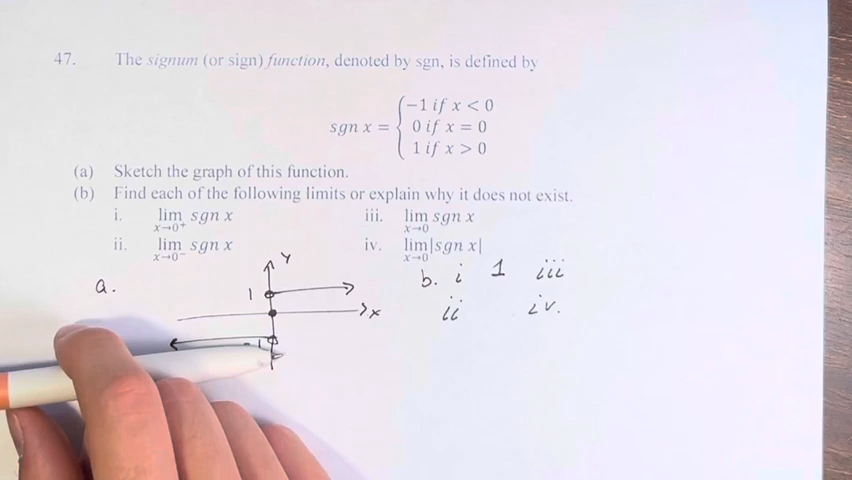 47. The signum (or sign) function, denoted by sgn, is defined by
sgn x = { −1 if x < 0
0 if x = 0
1 if x > 0
(a) Sketch the graph of this function.
(b) Find each of the following limits or explain why it does not exist.
i. lim x→0⁺ sgn x
iii. lim x→0 sgn x
ii. lim x→0⁻ sgn x
iv. lim x→0 |sgn x|
a.
Y
1
x
-1
b. i 1 iii
ii iv.